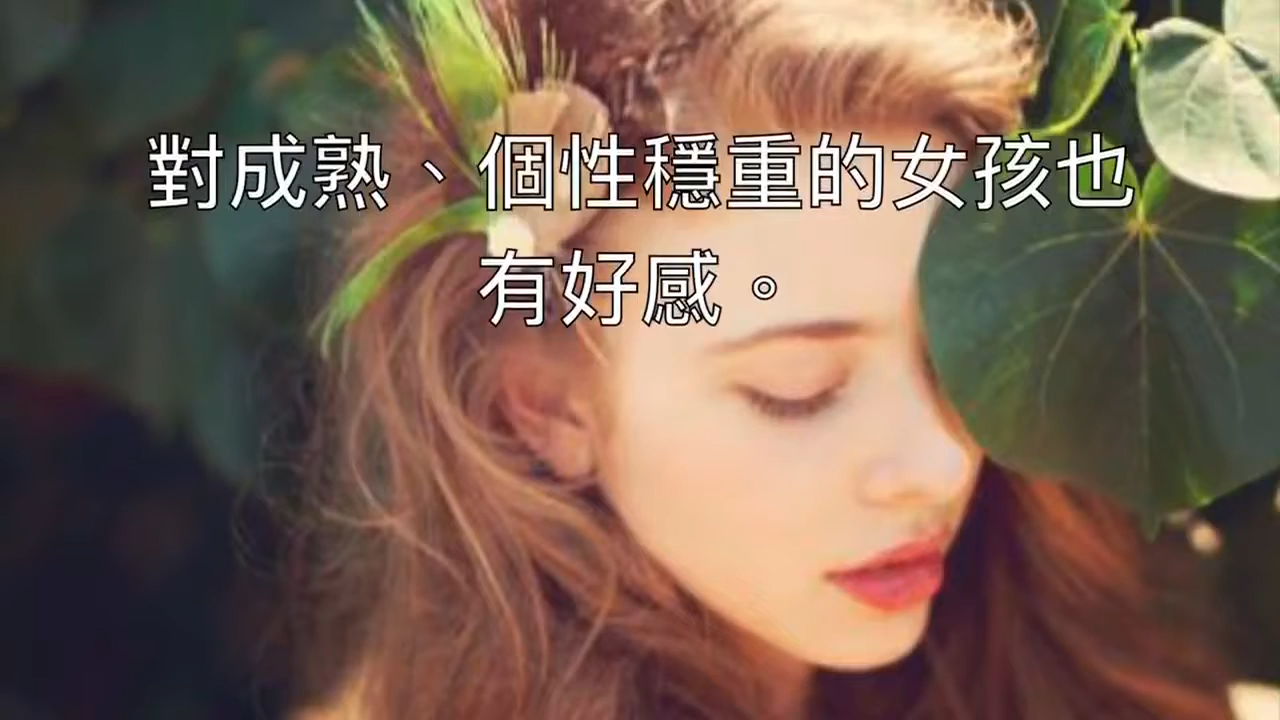 對成熟、個性穩重的女孩也
有好感。